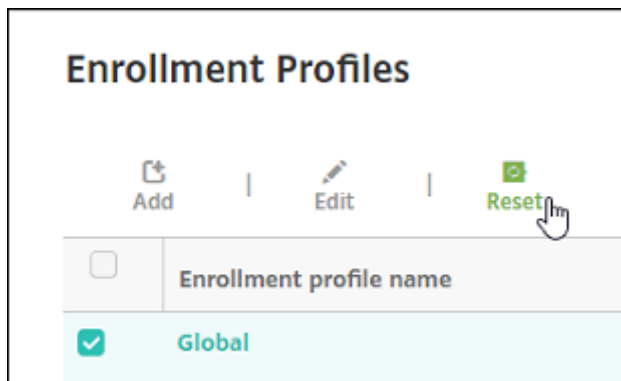 Enrollment Profiles
Add | Edit | Reset
Enrollment profile name
Global